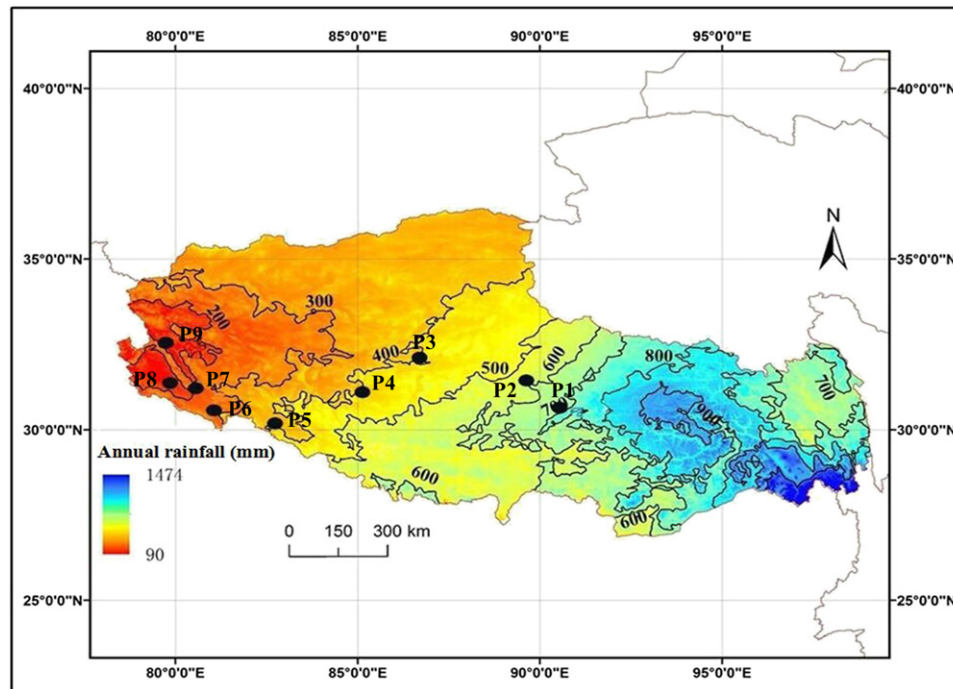 80°0'0"E 85°0'0"E 90°0'0"E 95°0'0"E
40°0'0"N 40°0'0"N
N
35°0'0"N 35°0'0"N
300
200
P9 400 P3 500 600 800 700
P8 P7 P4 P2 P1
700 900
P6
30°0'0"N P5 30°0'0"N
Annual rainfall (mm) 600
1474
600
90 0 150 300 km
25°0'0"N 25°0'0"N
80°0'0"E 85°0'0"E 90°0'0"E 95°0'0"E